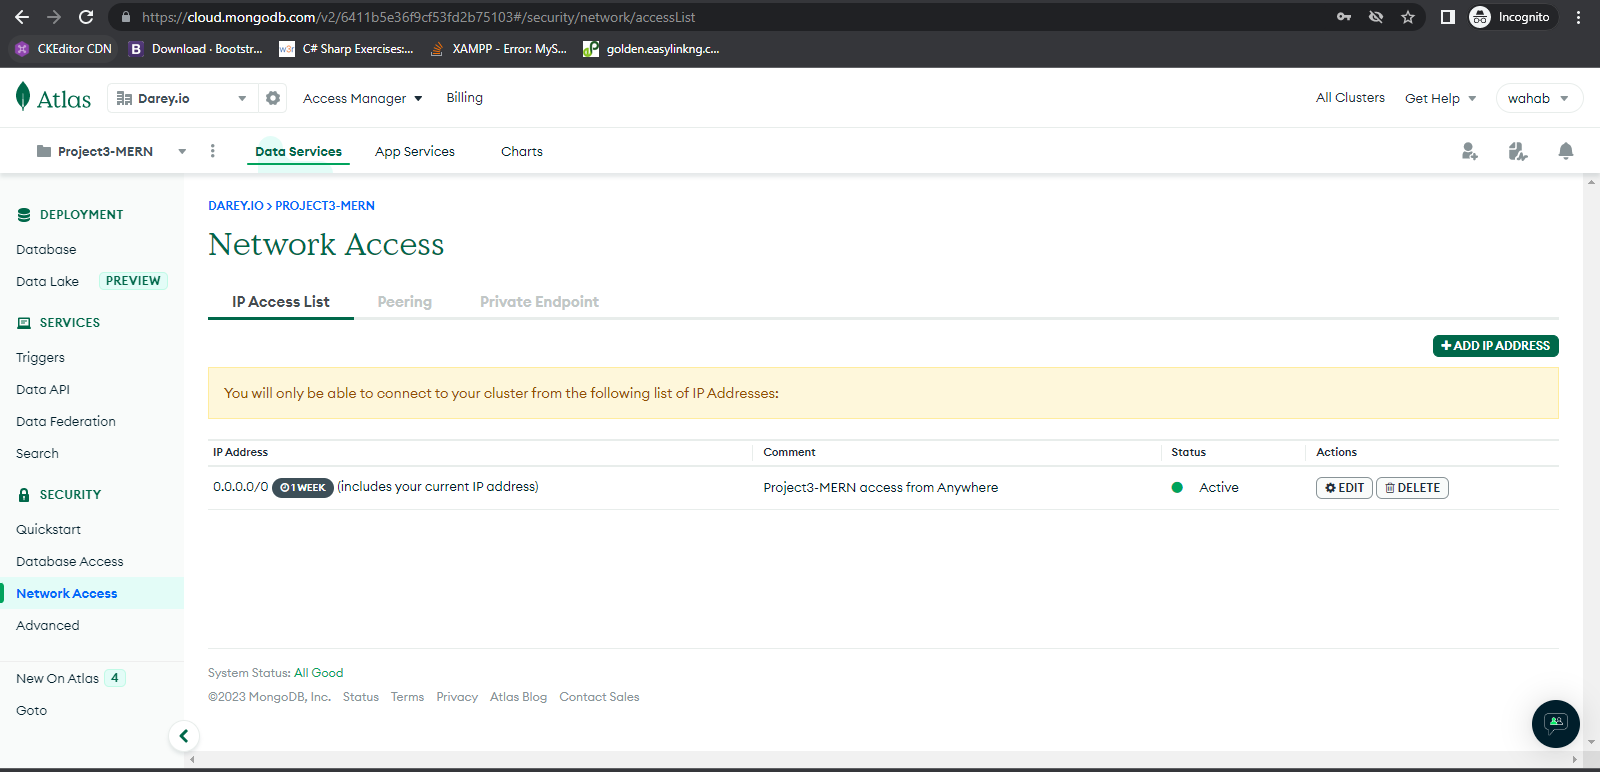 https://cloud.mongodb.com/v2/6411b5e36f9cf53fd2b75103#/security/network/accessList
Incognito
CKEditor CDN
B Download · Bootstr...
w3r C# Sharp Exercises:...
XAMPP - Error: MyS...
golden.easylinkng.c...
Atlas
Darey.io
Access Manager
Billing
All Clusters
Get Help
wahab
Project3-MERN
Data Services
App Services
Charts
DEPLOYMENT
Database
Data Lake PREVIEW
SERVICES
Triggers
Data API
Data Federation
Search
SECURITY
Quickstart
Database Access
Network Access
Advanced
New On Atlas 4
Goto
DAREY.IO > PROJECT3-MERN
Network Access
IP Access List
Peering
Private Endpoint
+ ADD IP ADDRESS
You will only be able to connect to your cluster from the following list of IP Addresses:
IP Address Comment Status Actions
0.0.0.0/0 1 WEEK (includes your current IP address) Project3-MERN access from Anywhere Active EDIT DELETE
System Status: All Good
©2023 MongoDB, Inc. Status Terms Privacy Atlas Blog Contact Sales